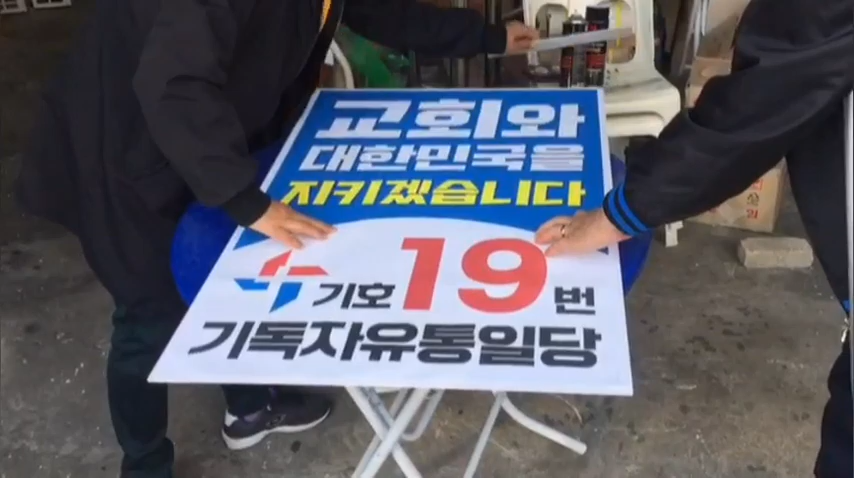 교회와
대한민국을
지키겠습니다
기호 19번
기독자유통일당